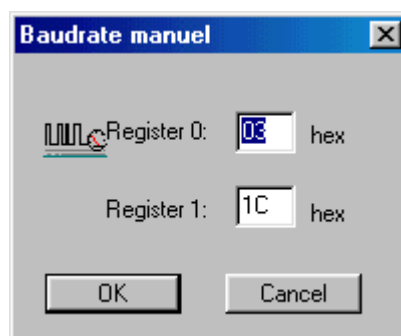 Baudrate manuel
Register 0: 03 hex
Register 1: 1C hex
OK Cancel